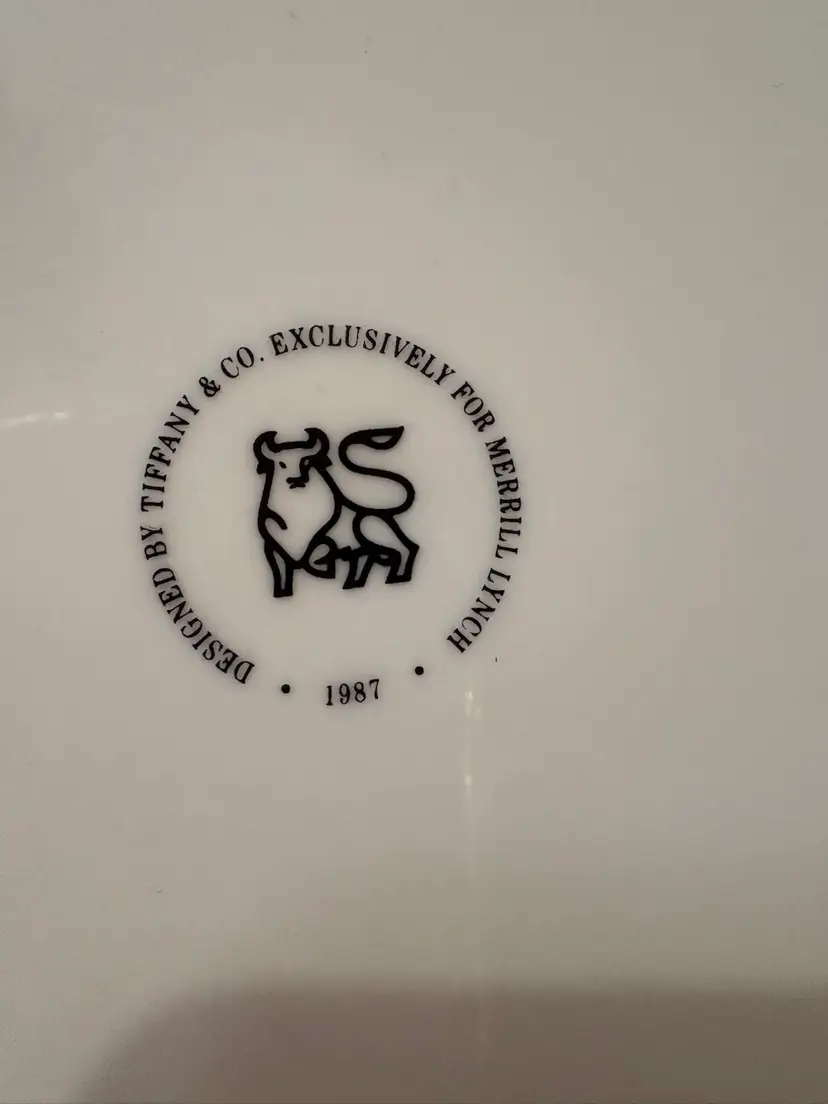 DESIGNED BY TIFFANY & CO. EXCLUSIVELY FOR MERRILL LYNCH
• 1987 •